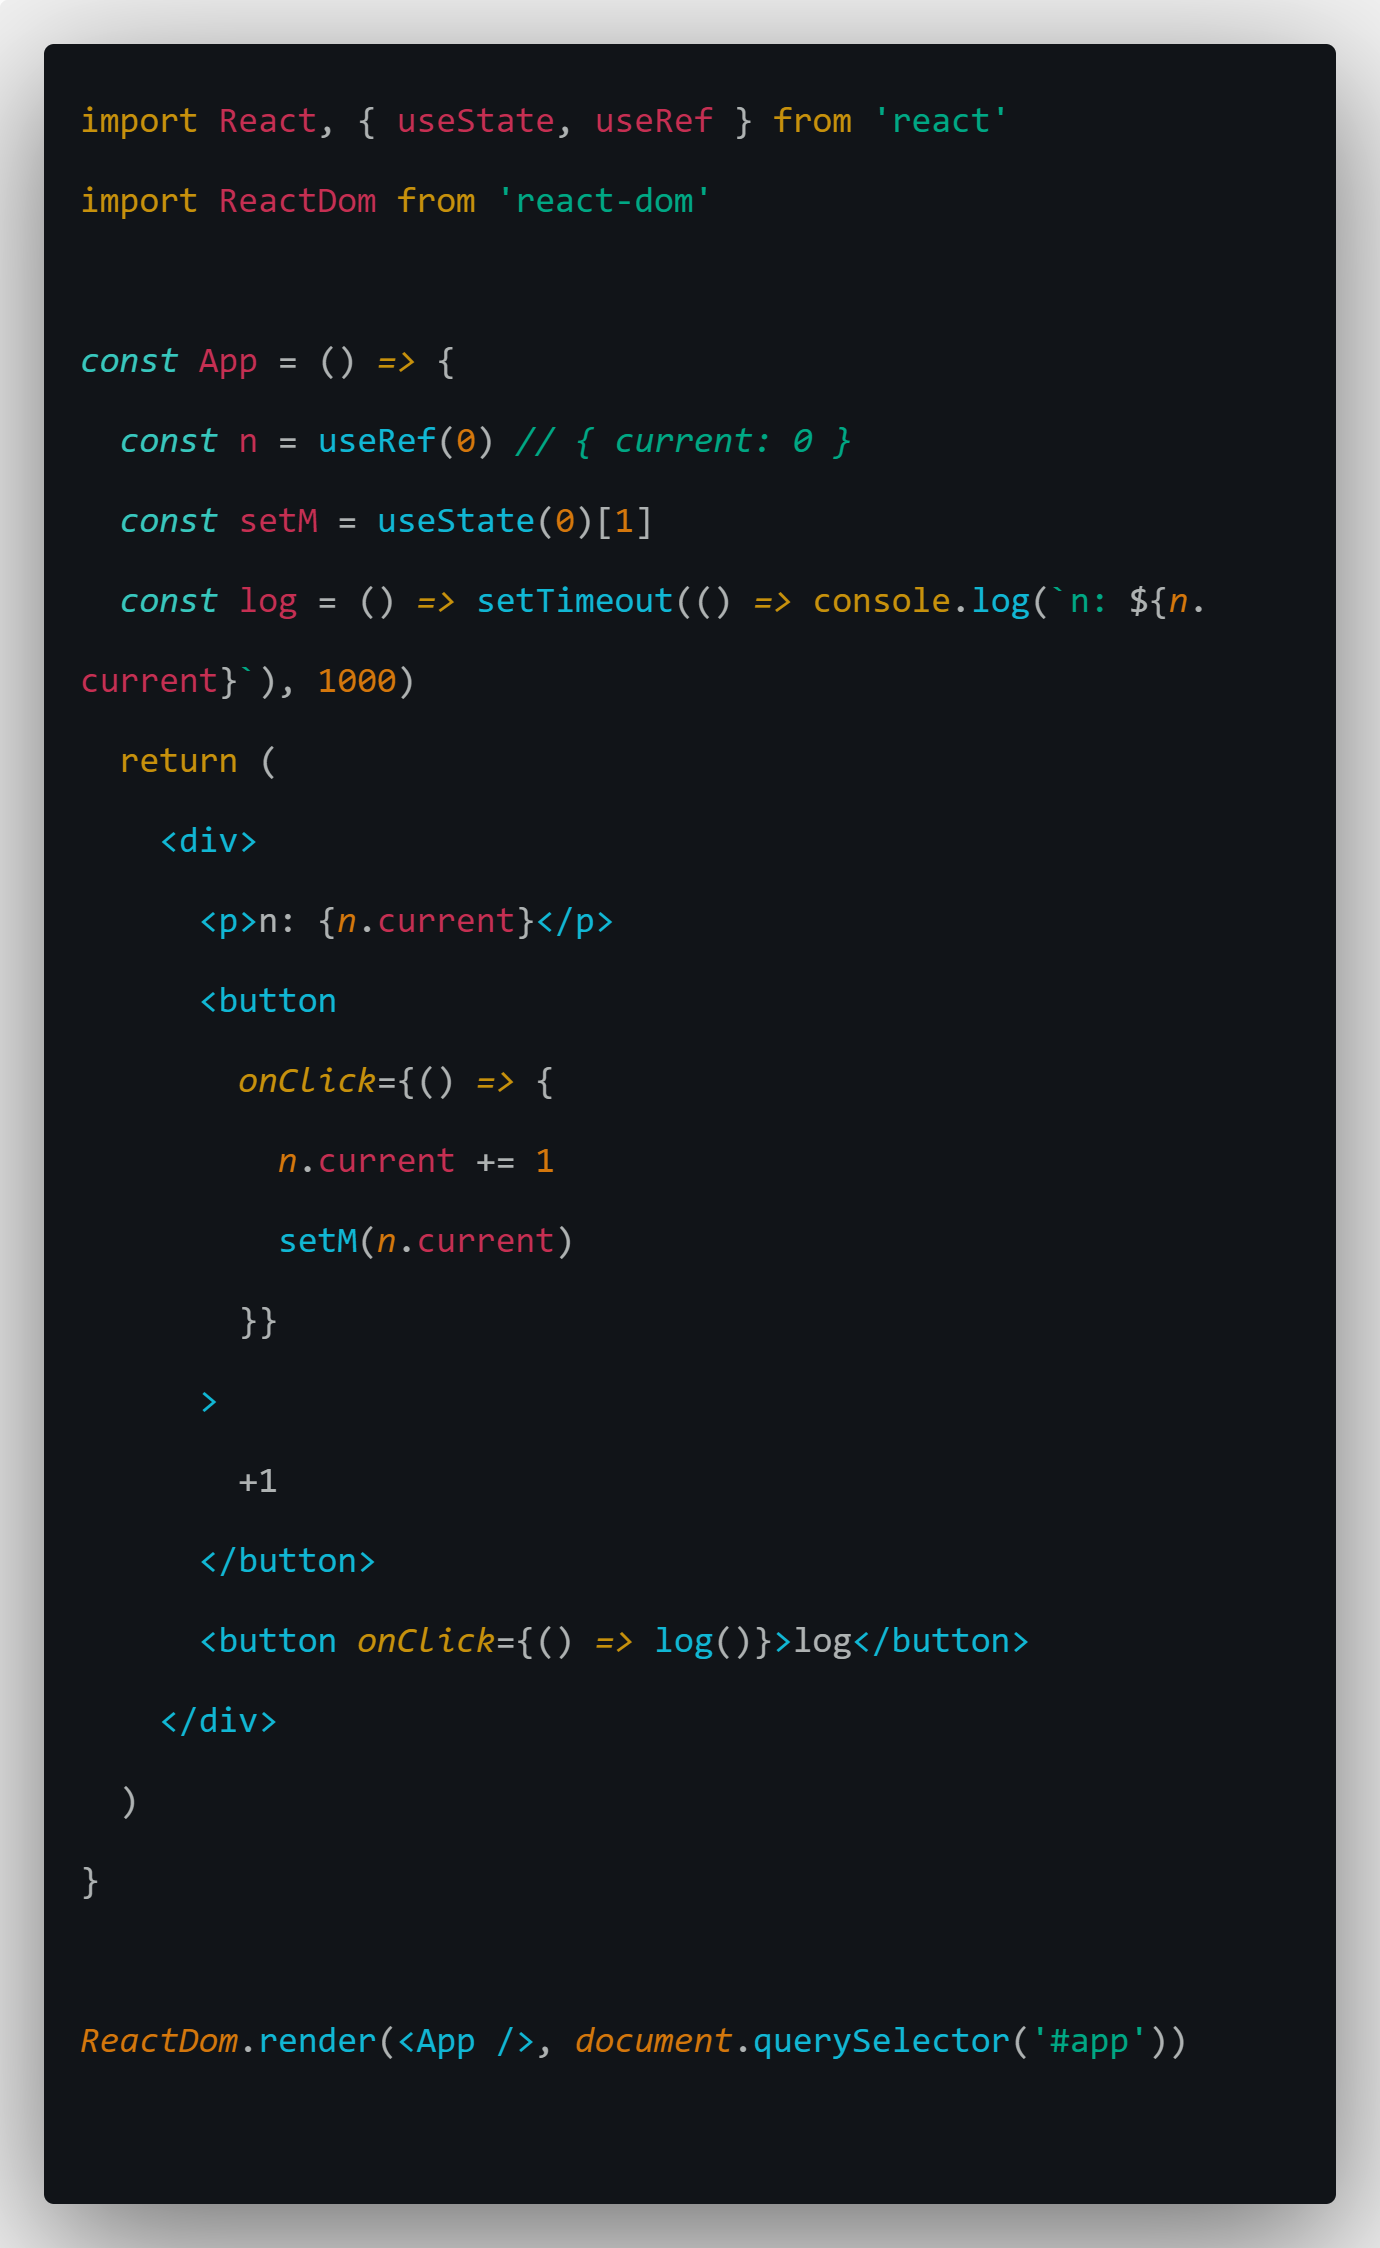 import React, { useState, useRef } from 'react'
import ReactDom from 'react-dom'

const App = () => {
  const n = useRef(0) // { current: 0 }
  const setM = useState(0)[1]
  const log = () => setTimeout(() => console.log(`n: ${n.
current}`), 1000)
  return (
    <div>
      <p>n: {n.current}</p>
      <button
        onClick={() => {
          n.current += 1
          setM(n.current)
        }}
      >
        +1
      </button>
      <button onClick={() => log()}>log</button>
    </div>
  )
}

ReactDom.render(<App />, document.querySelector('#app'))